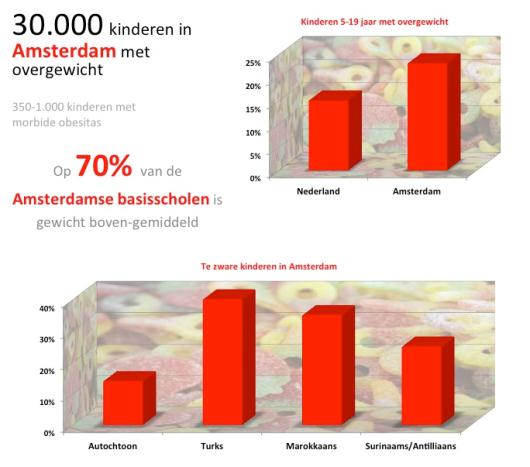 30.000 kinderen in
Amsterdam met
overgewicht
350-1.000 kinderen met
morbide obesitas
Op 70% van de
Amsterdamse basisscholen is
gewicht boven-gemiddeld
Kinderen 5-19 jaar met overgewicht
25%
20%
15%
10%
5%
0%
Nederland Amsterdam
Te zware kinderen in Amsterdam
40%
30%
20%
10%
0%
Autochtoon Turks Marokkaans Surinaams/Antilliaans